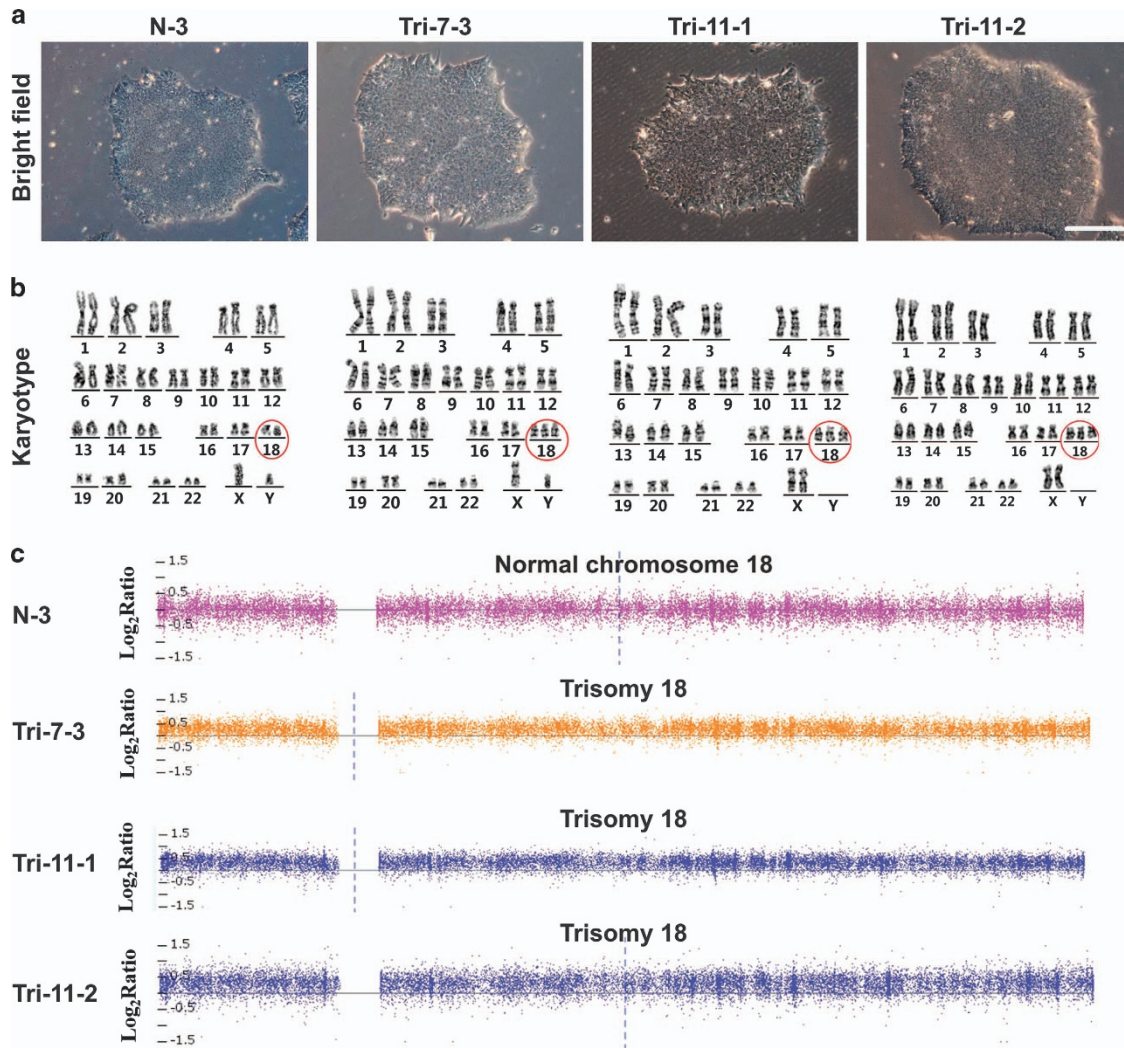 a
N-3 Tri-7-3 Tri-11-1 Tri-11-2
Bright field
b
Karyotype
1 2 3 4 5
6 7 8 9 10 11 12
13 14 15 16 17 18
19 20 21 22 X Y
1 2 3 4 5
6 7 8 9 10 11 12
13 14 15 16 17 18
19 20 21 22 X Y
1 2 3 4 5
6 7 8 9 10 11 12
13 14 15 16 17 18
19 20 21 22 X Y
1 2 3 4 5
6 7 8 9 10 11 12
13 14 15 16 17 18
19 20 21 22 X Y
c
Normal chromosome 18
N-3
Log₂Ratio
1.5
0.5
-0.5
-1.5
Trisomy 18
Tri-7-3
Log₂Ratio
1.5
0.5
-0.5
-1.5
Trisomy 18
Tri-11-1
Log₂Ratio
1.5
0.5
-0.5
-1.5
Trisomy 18
Tri-11-2
Log₂Ratio
1.5
0.5
-0.5
-1.5